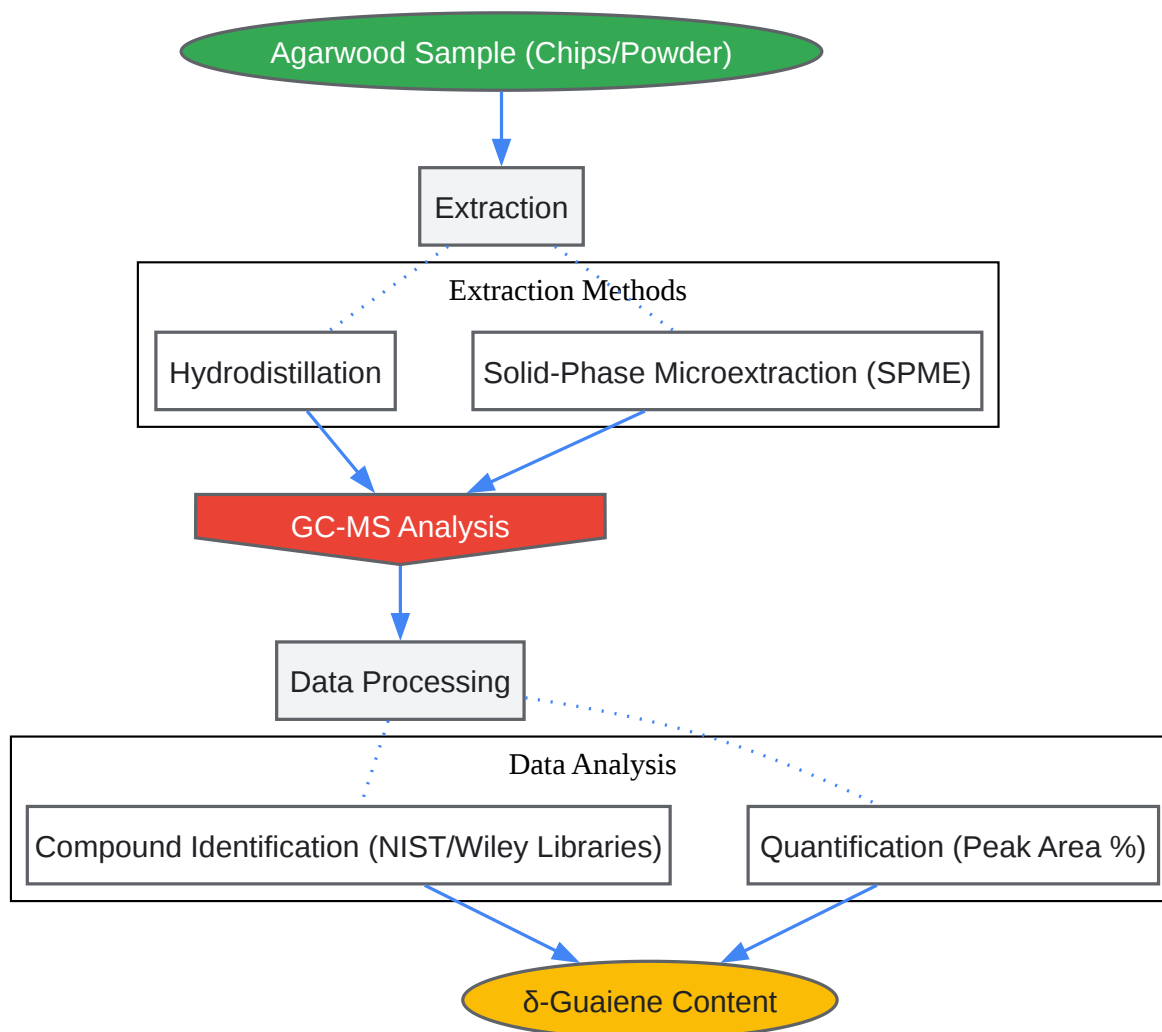 Agarwood Sample (Chips/Powder)
Extraction
Extraction Methods
Hydrodistillation
Solid-Phase Microextraction (SPME)
GC-MS Analysis
Data Processing
Data Analysis
Compound Identification (NIST/Wiley Libraries)
Quantification (Peak Area %)
δ-Guaiene Content